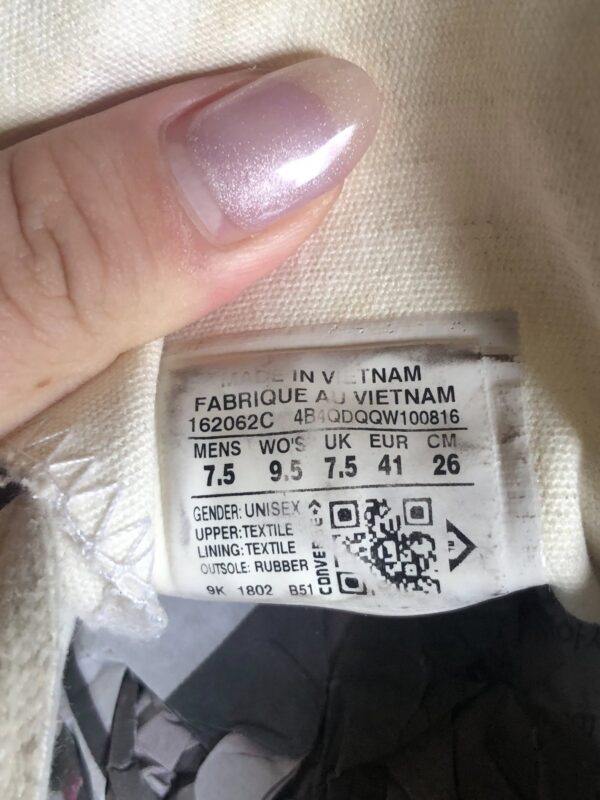 MADE IN VIETNAM
FABRIQUE AU VIETNAM
162062C 4B4QDQQW100816
MENS WO'S UK EUR CM
7.5 9.5 7.5 41 26
GENDER: UNISEX
UPPER: TEXTILE
LINING: TEXTILE
OUTSOLE: RUBBER
9K 1802 B51
CONVERSE